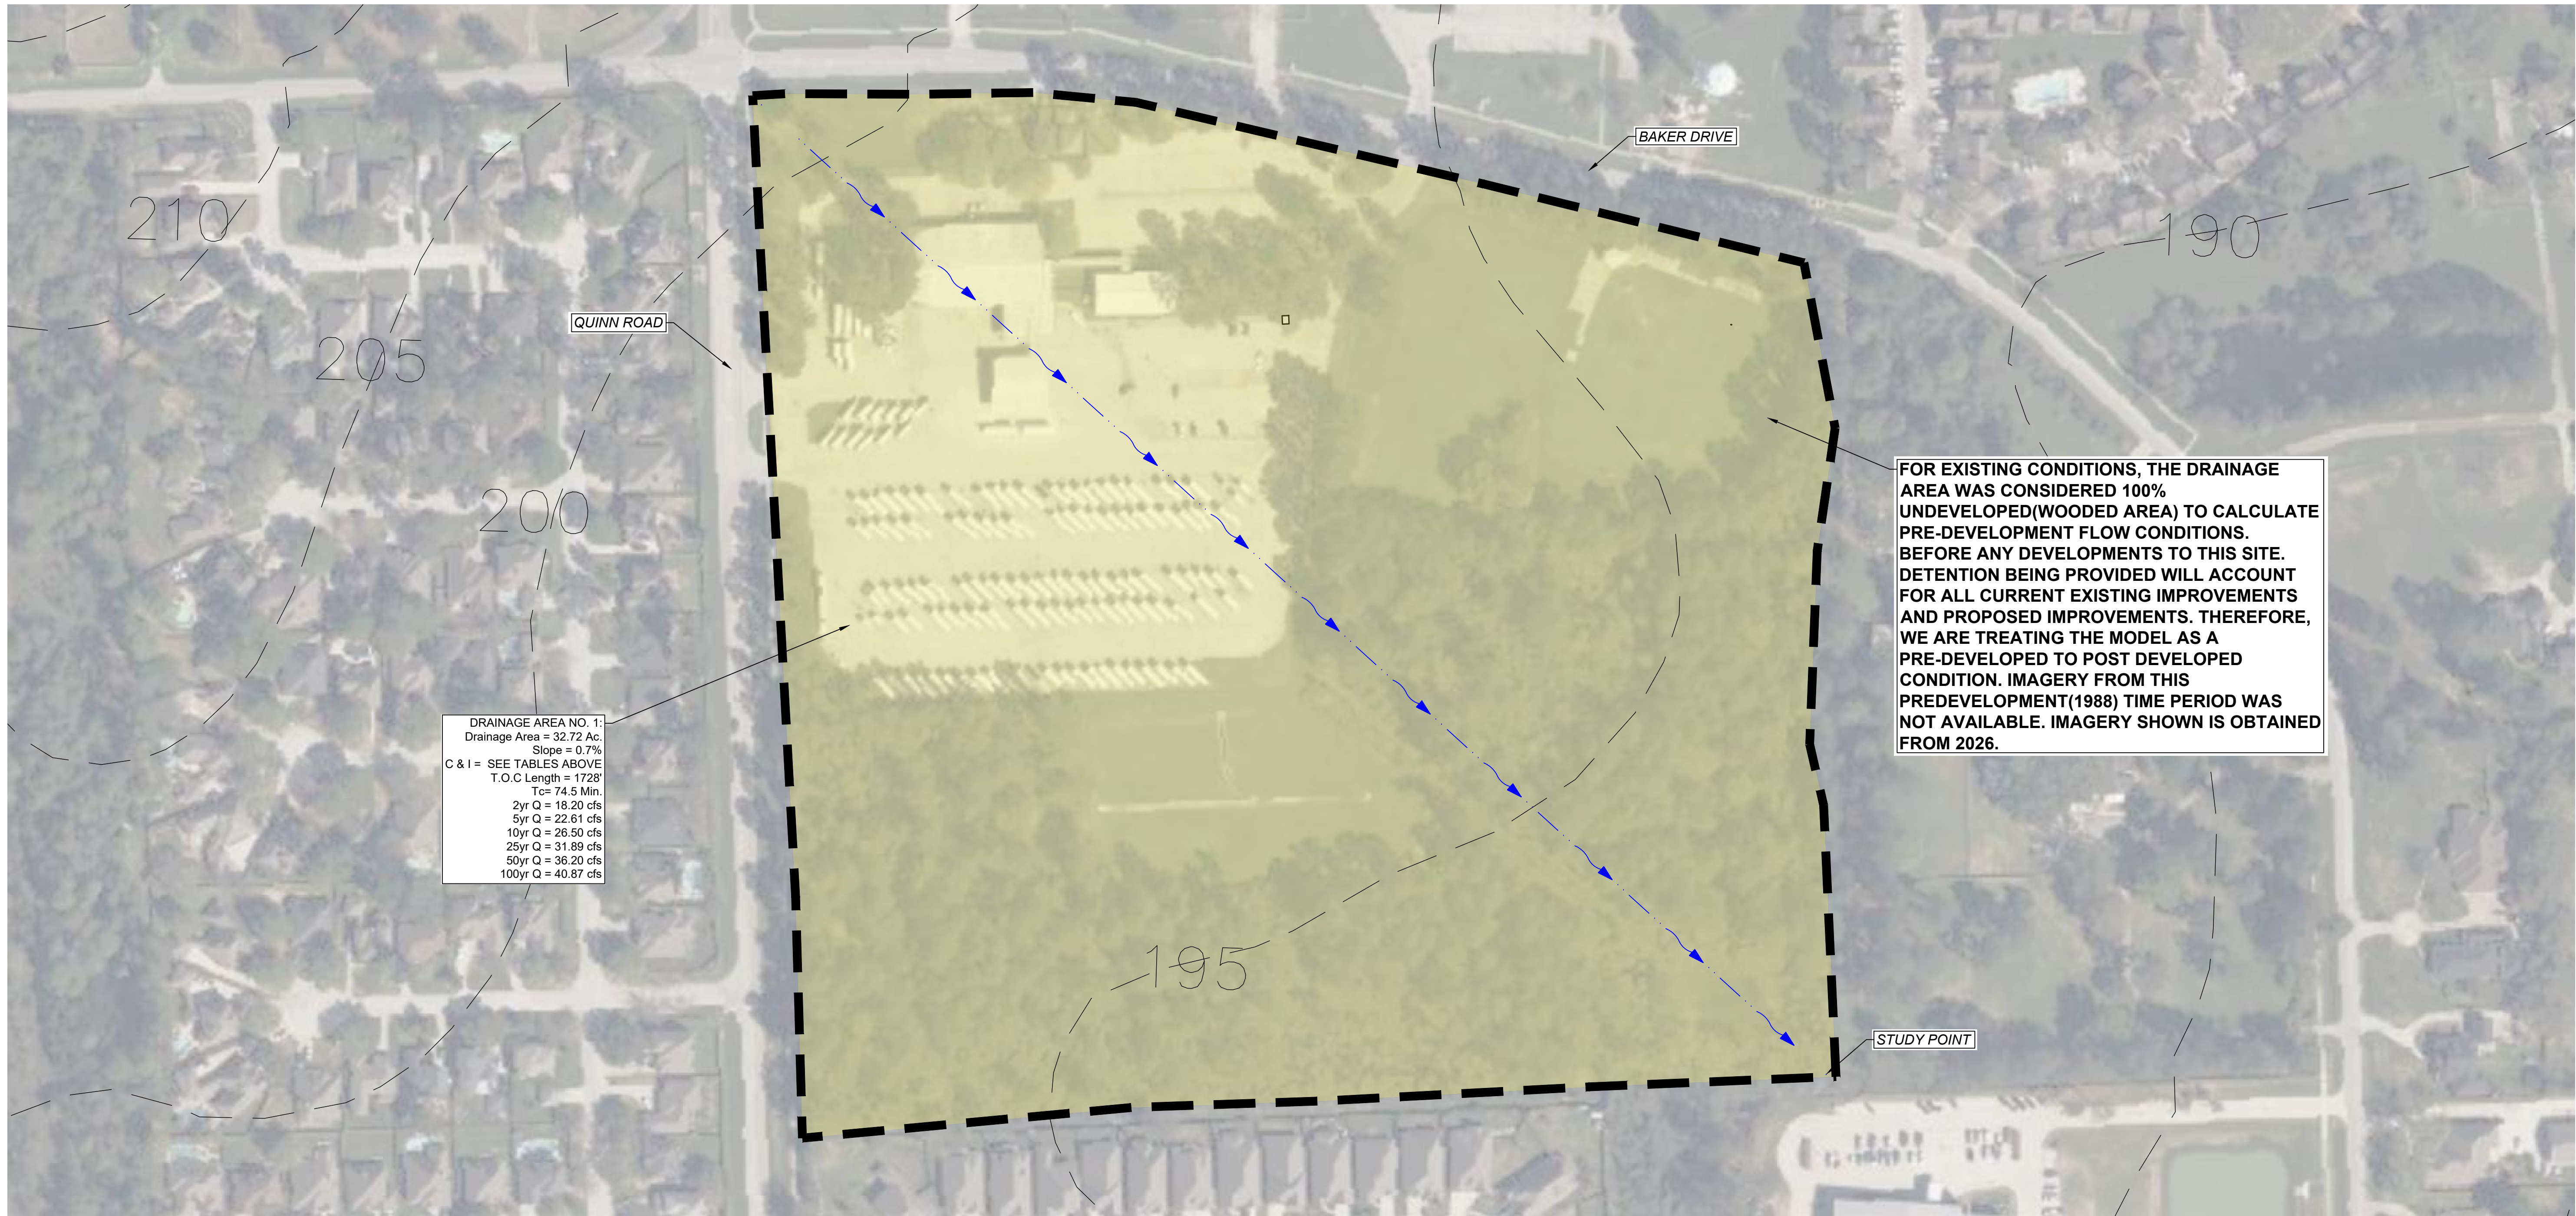 BAKER DRIVE
210
190
QUINN ROAD
205
200
FOR EXISTING CONDITIONS, THE DRAINAGE
AREA WAS CONSIDERED 100%
UNDEVELOPED(WOODED AREA) TO CALCULATE
PRE-DEVELOPMENT FLOW CONDITIONS.
BEFORE ANY DEVELOPMENTS TO THIS SITE.
DETENTION BEING PROVIDED WILL ACCOUNT
FOR ALL CURRENT EXISTING IMPROVEMENTS
AND PROPOSED IMPROVEMENTS. THEREFORE,
WE ARE TREATING THE MODEL AS A
PRE-DEVELOPED TO POST DEVELOPED
CONDITION. IMAGERY FROM THIS
PREDEVELOPMENT(1988) TIME PERIOD WAS
NOT AVAILABLE. IMAGERY SHOWN IS OBTAINED
FROM 2026.
DRAINAGE AREA NO. 1:
Drainage Area = 32.72 Ac.
Slope = 0.7%
C & I = SEE TABLES ABOVE
T.O.C Length = 1728'
Tc= 74.5 Min.
2yr Q = 18.20 cfs
5yr Q = 22.61 cfs
10yr Q = 26.50 cfs
25yr Q = 31.89 cfs
50yr Q = 36.20 cfs
100yr Q = 40.87 cfs
195
STUDY POINT